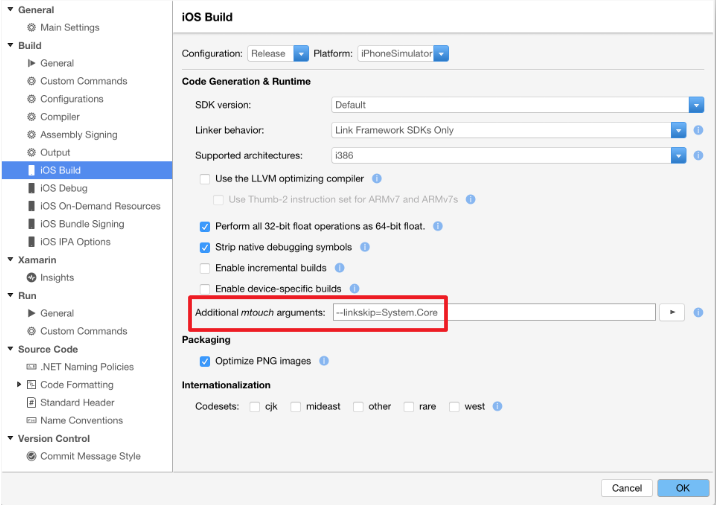 General
Main Settings
Build
General
Custom Commands
Configurations
Compiler
Assembly Signing
Output
iOS Build
iOS Debug
iOS On-Demand Resources
iOS Bundle Signing
iOS IPA Options
Xamarin
Insights
Run
General
Custom Commands
Source Code
.NET Naming Policies
Code Formatting
Standard Header
Name Conventions
Version Control
Commit Message Style
iOS Build
Configuration: Release Platform: iPhoneSimulator
Code Generation & Runtime
SDK version: Default
Linker behavior: Link Framework SDKs Only
Supported architectures: i386
Use the LLVM optimizing compiler
Use Thumb-2 instruction set for ARMv7 and ARMv7s
Perform all 32-bit float operations as 64-bit float.
Strip native debugging symbols
Enable incremental builds
Enable device-specific builds
Additional mtouch arguments: --linkskip=System.Core
Packaging
Optimize PNG images
Internationalization
Codesets: cjk mideast other rare west
Cancel OK